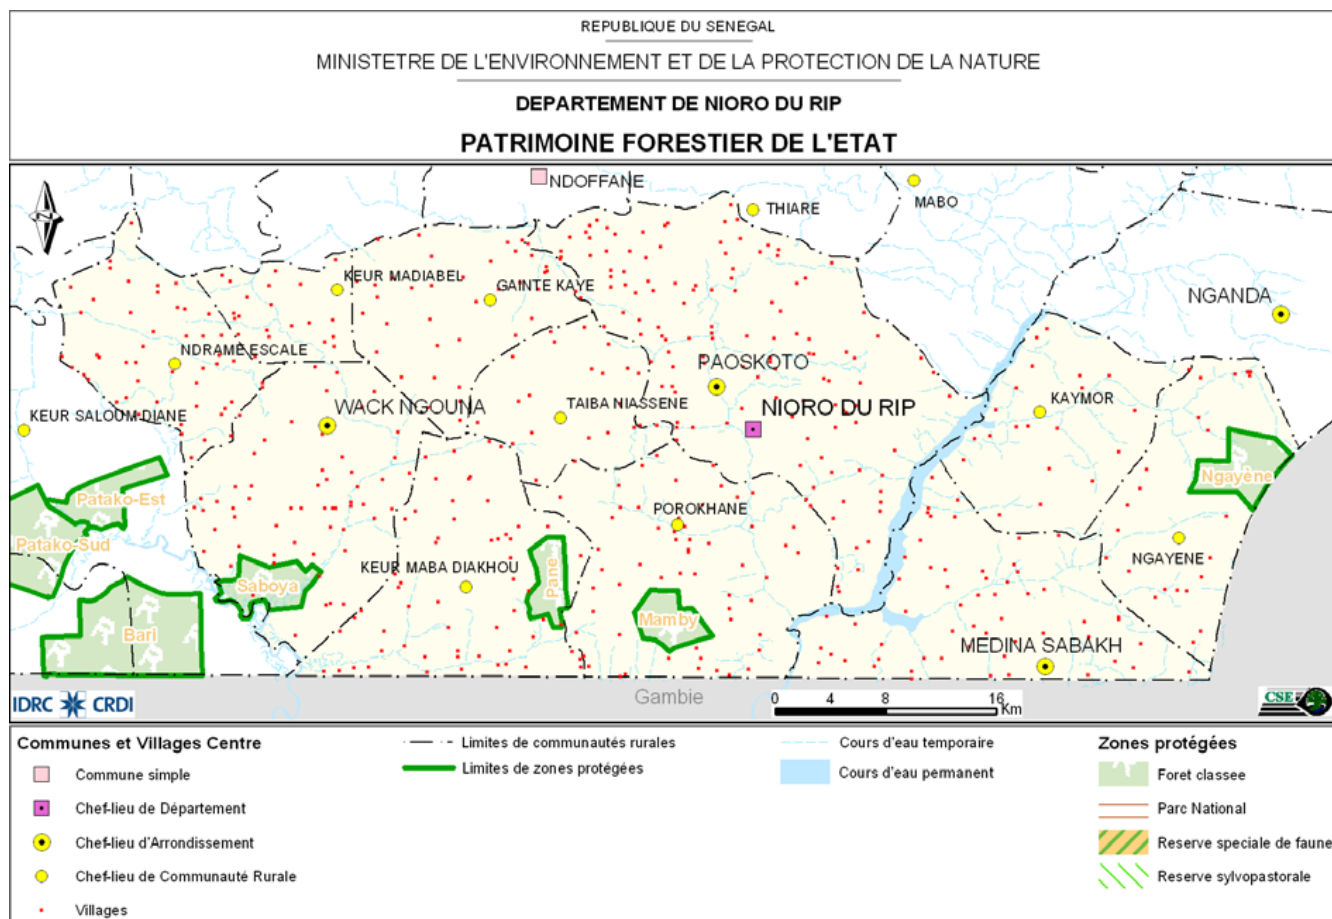 REPUBLIQUE DU SENEGAL
MINISTETRE DE L'ENVIRONNEMENT ET DE LA PROTECTION DE LA NATURE
DEPARTEMENT DE NIORO DU RIP
PATRIMOINE FORESTIER DE L'ETAT
N
NDOFFANE
THIARE
MABO
KEUR MADIABEL
GAINTE KAYE
NGANDA
NDRAME ESCALE
PAOSKOTO
KEUR SALOUM DIANE
WACK NGOUNA
TAIBA NIASSENE
NIORO DU RIP
KAYMOR
Ngayène
Patako-Est
Patako-Sud
POROKHANE
NGAYENE
KEUR MABA DIAKHOU
Saboya
Pane
Mamby
Bari
MEDINA SABAKH
Gambie
IDRC CRDI
0 4 8 16
Km
CSE
Communes et Villages Centre
Commune simple
Chef-lieu de Département
Chef-lieu d'Arrondissement
Chef-lieu de Communauté Rurale
Villages
Limites de communautés rurales
Limites de zones protégées
Cours d'eau temporaire
Cours d'eau permanent
Zones protégées
Foret classee
Parc National
Reserve speciale de faune
Reserve sylvopastorale